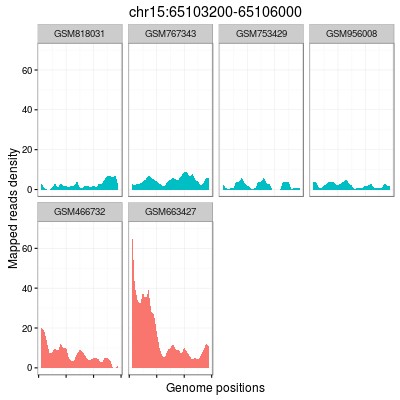 chr15:65103200-65106000
GSM818031 GSM767343 GSM753429 GSM956008
60
40
20
0
GSM466732 GSM663427
60
40
20
0
Mapped reads density
Genome positions